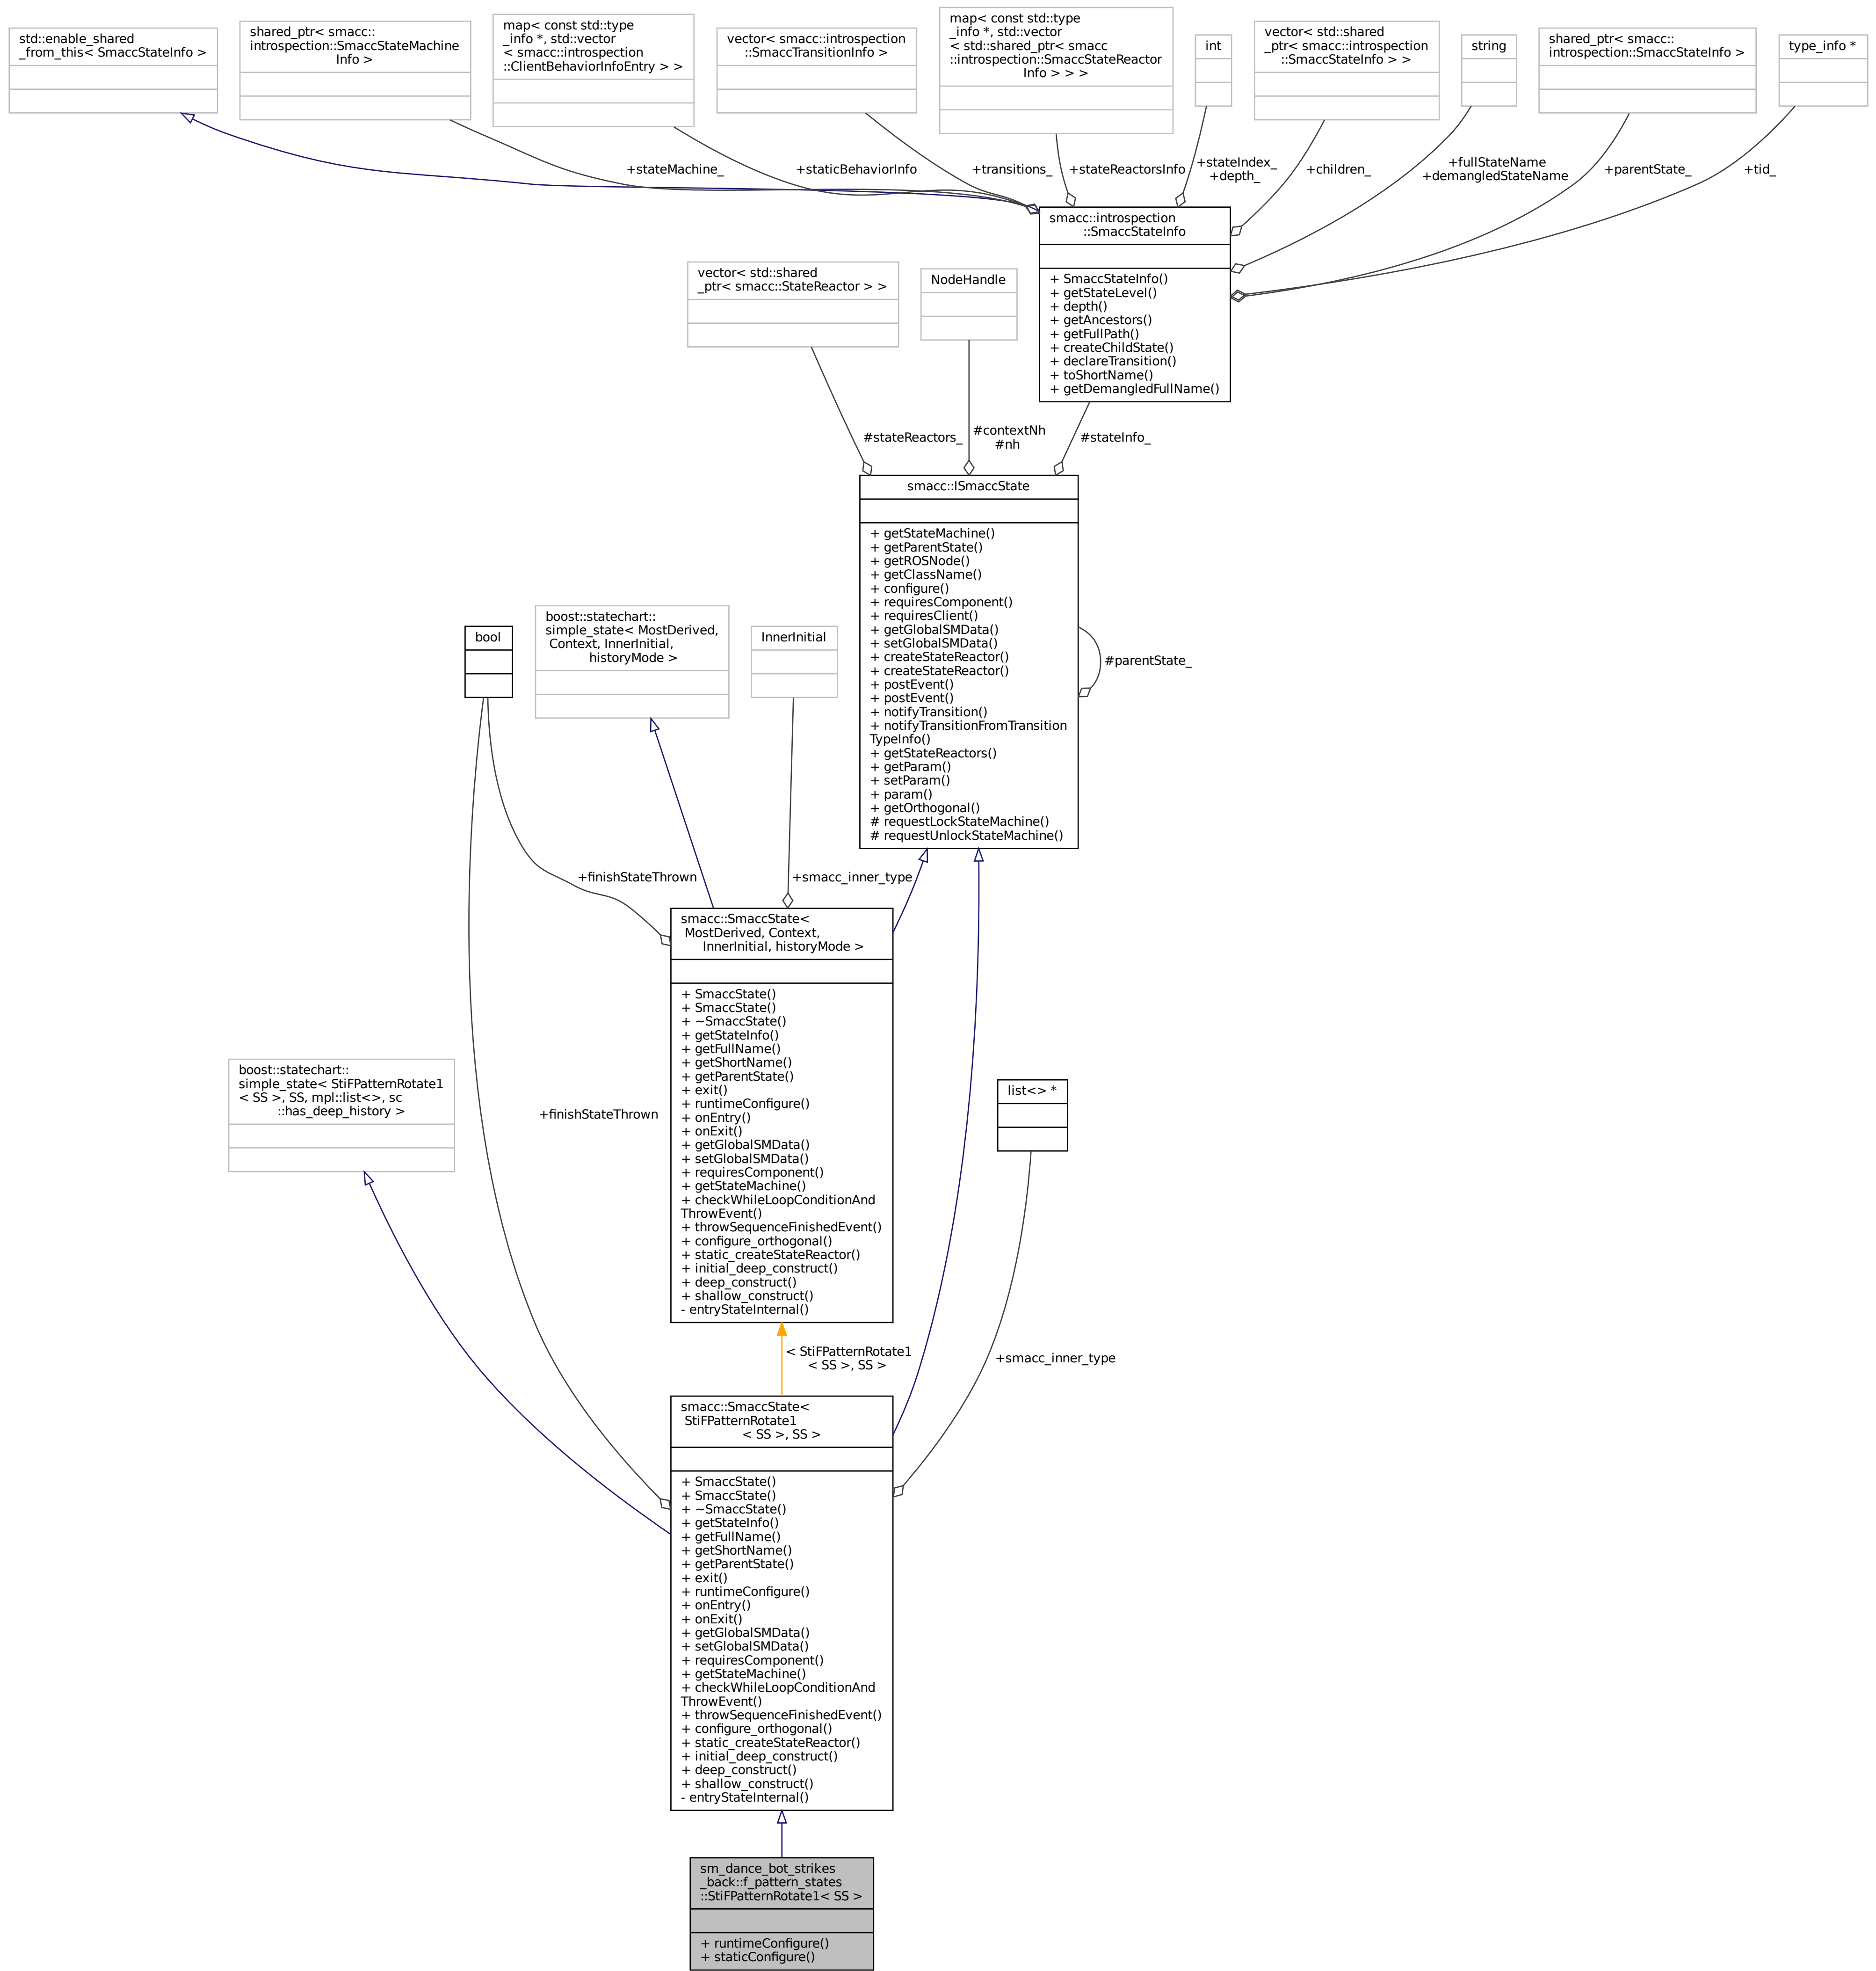 std::enable_shared
_from_this< SmaccStateInfo >
shared_ptr< smacc::
introspection::SmaccStateMachine
Info >
map< const std::type
_info *, std::vector
< smacc::introspection
::ClientBehaviorInfoEntry > >
vector< smacc::introspection
::SmaccTransitionInfo >
map< const std::type
_info *, std::vector
< std::shared_ptr< smacc
::introspection::SmaccStateReactor
Info > > >
int
vector< std::shared
_ptr< smacc::introspection
::SmaccStateInfo > >
string
shared_ptr< smacc::
introspection::SmaccStateInfo >
type_info *
+stateMachine_
+staticBehaviorInfo
+transitions_
+stateReactorsInfo
+stateIndex_
+depth_
+children_
+fullStateName
+demangledStateName
+parentState_
+tid_
smacc::introspection
::SmaccStateInfo
+ SmaccStateInfo()
+ getStateLevel()
+ depth()
+ getAncestors()
+ getFullPath()
+ createChildState()
+ declareTransition()
+ toShortName()
+ getDemangledFullName()
vector< std::shared
_ptr< smacc::StateReactor > >
NodeHandle
#stateReactors_
#contextNh
#nh
#stateInfo_
smacc::ISmaccState
+ getStateMachine()
+ getParentState()
+ getROSNode()
+ getClassName()
+ configure()
+ requiresComponent()
+ requiresClient()
+ getGlobalSMData()
+ setGlobalSMData()
+ createStateReactor()
+ createStateReactor()
+ postEvent()
+ postEvent()
+ notifyTransition()
+ notifyTransitionFromTransition
TypeInfo()
+ getStateReactors()
+ getParam()
+ setParam()
+ param()
+ getOrthogonal()
# requestLockStateMachine()
# requestUnlockStateMachine()
#parentState_
bool
boost::statechart::
simple_state< MostDerived,
Context, InnerInitial,
historyMode >
InnerInitial
+finishStateThrown
+smacc_inner_type
smacc::SmaccState<
MostDerived, Context,
InnerInitial, historyMode >
+ SmaccState()
+ SmaccState()
+ ~SmaccState()
+ getStateInfo()
+ getFullName()
+ getShortName()
+ getParentState()
+ exit()
+ runtimeConfigure()
+ onEntry()
+ onExit()
+ getGlobalSMData()
+ setGlobalSMData()
+ requiresComponent()
+ getStateMachine()
+ checkWhileLoopConditionAnd
ThrowEvent()
+ throwSequenceFinishedEvent()
+ configure_orthogonal()
+ static_createStateReactor()
+ initial_deep_construct()
+ deep_construct()
+ shallow_construct()
- entryStateInternal()
boost::statechart::
simple_state< StiFPatternRotate1
< SS >, SS, mpl::list<>, sc
::has_deep_history >
+finishStateThrown
list<> *
< StiFPatternRotate1
< SS >, SS >
+smacc_inner_type
smacc::SmaccState<
StiFPatternRotate1
< SS >, SS >
+ SmaccState()
+ SmaccState()
+ ~SmaccState()
+ getStateInfo()
+ getFullName()
+ getShortName()
+ getParentState()
+ exit()
+ runtimeConfigure()
+ onEntry()
+ onExit()
+ getGlobalSMData()
+ setGlobalSMData()
+ requiresComponent()
+ getStateMachine()
+ checkWhileLoopConditionAnd
ThrowEvent()
+ throwSequenceFinishedEvent()
+ configure_orthogonal()
+ static_createStateReactor()
+ initial_deep_construct()
+ deep_construct()
+ shallow_construct()
- entryStateInternal()
sm_dance_bot_strikes
_back::f_pattern_states
::StiFPatternRotate1< SS >
+ runtimeConfigure()
+ staticConfigure()